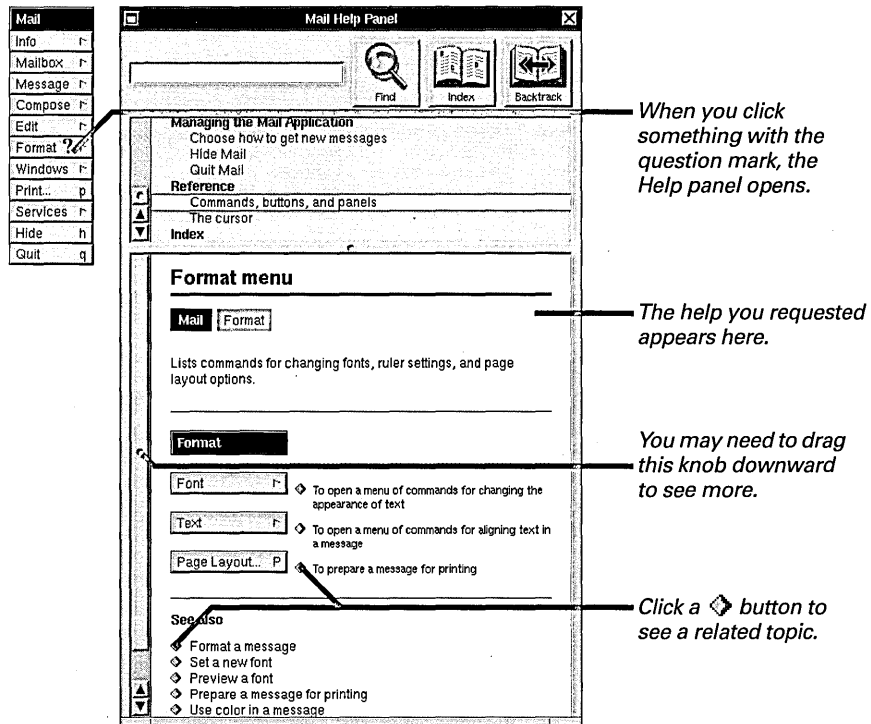 Mail
Info
Mailbox
Message
Compose
Edit
Format ?
Windows
Print... p
Services
Hide h
Quit q
Mail Help Panel
Find
Index
Backtrack
Managing the Mail Application
Choose how to get new messages
Hide Mail
Quit Mail
Reference
Commands, buttons, and panels
The cursor
Index
Format menu
Mail Format
Lists commands for changing fonts, ruler settings, and page
layout options.
Format
Font
To open a menu of commands for changing the
appearance of text
Text
To open a menu of commands for aligning text in
a message
Page Layout... P
To prepare a message for printing
See also
Format a message
Set a new font
Preview a font
Prepare a message for printing
Use color in a message
When you click
something with the
question mark, the
Help panel opens.
The help you requested
appears here.
You may need to drag
this knob downward
to see more.
Click a button to
see a related topic.